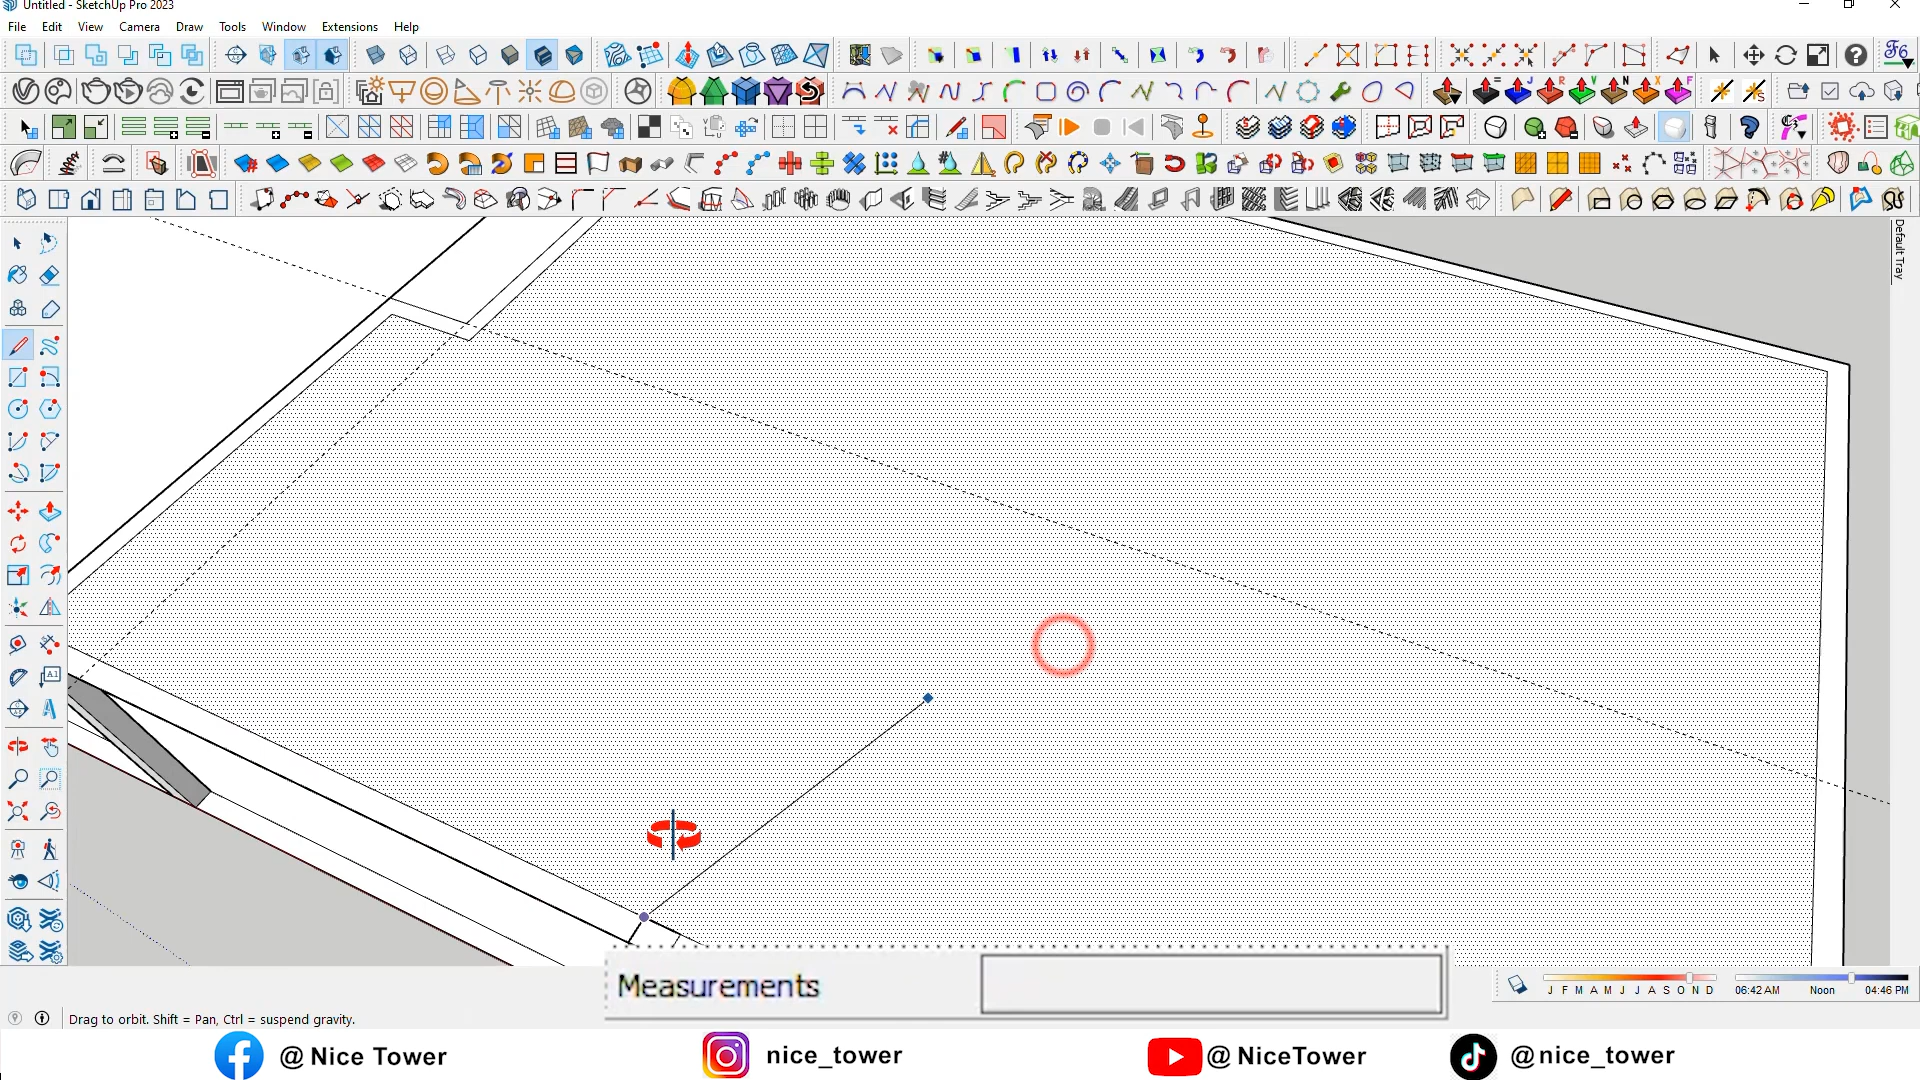 Untitled - SketchUp Pro 2023
File Edit View Camera Draw Tools Window Extensions Help
Default Tray
Measurements
J F M A M J J A S O N D
06:42 AM Noon 04:46 PM
Drag to orbit. Shift = Pan, Ctrl = suspend gravity.
@ Nice Tower
nice_tower
@ NiceTower
@nice_tower